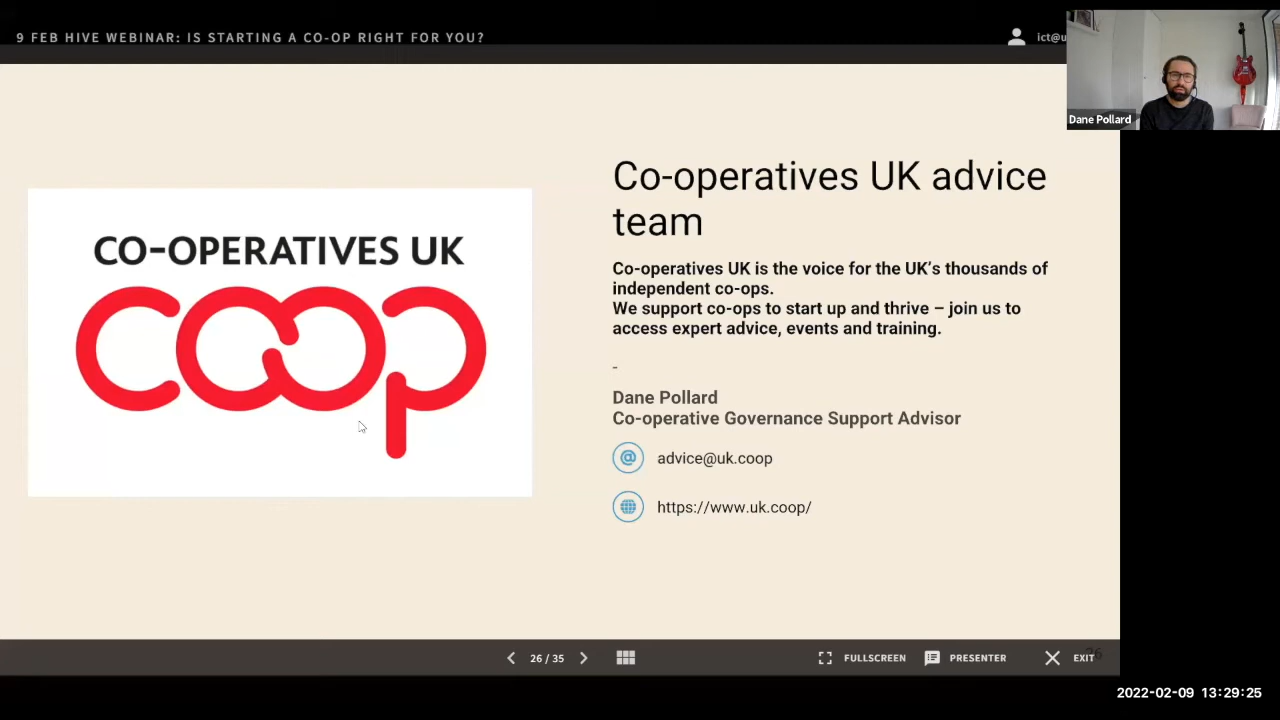 9 FEB HIVE WEBINAR: IS STARTING A CO-OP RIGHT FOR YOU?
ict@u
Dane Pollard
CO-OPERATIVES UK
coop
Co-operatives UK advice
team
Co-operatives UK is the voice for the UK's thousands of
independent co-ops.
We support co-ops to start up and thrive – join us to
access expert advice, events and training.
-
Dane Pollard
Co-operative Governance Support Advisor
@ advice@uk.coop
https://www.uk.coop/
26 / 35
FULLSCREEN
PRESENTER
EXIT
26
2022-02-09 13:29:25